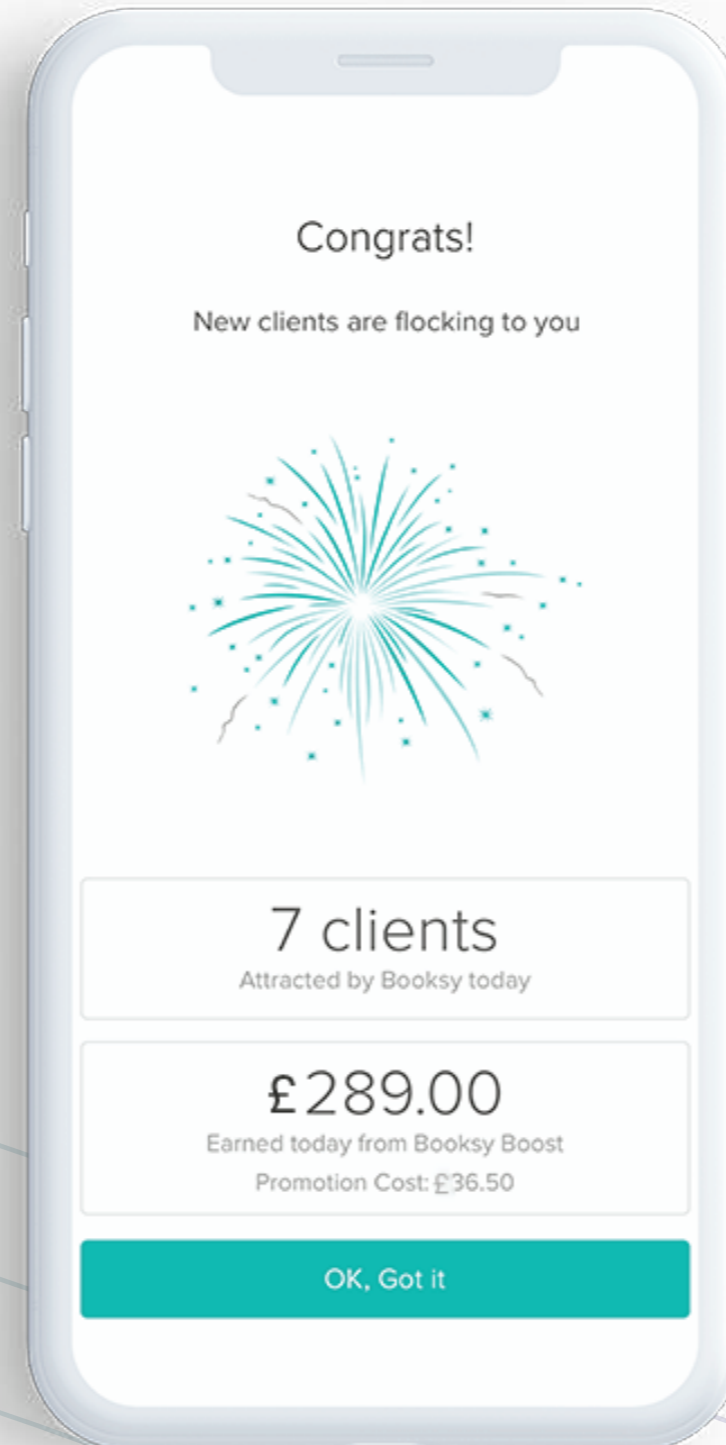 Congrats!
New clients are flocking to you
7 clients
Attracted by Booksy today
£289.00
Earned today from Booksy Boost
Promotion Cost: £36.50
OK, Got it